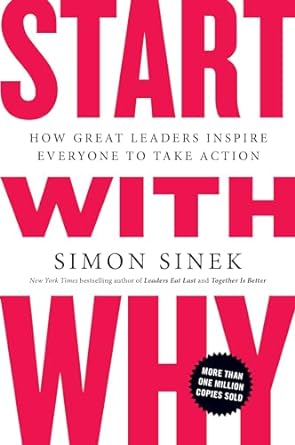 START
HOW GREAT LEADERS INSPIRE
EVERYONE TO TAKE ACTION
WITH
SIMON SINEK
New York Times bestselling author of Leaders Eat Last and Together Is Better
WHY
MORE THAN
ONE MILLION
COPIES SOLD